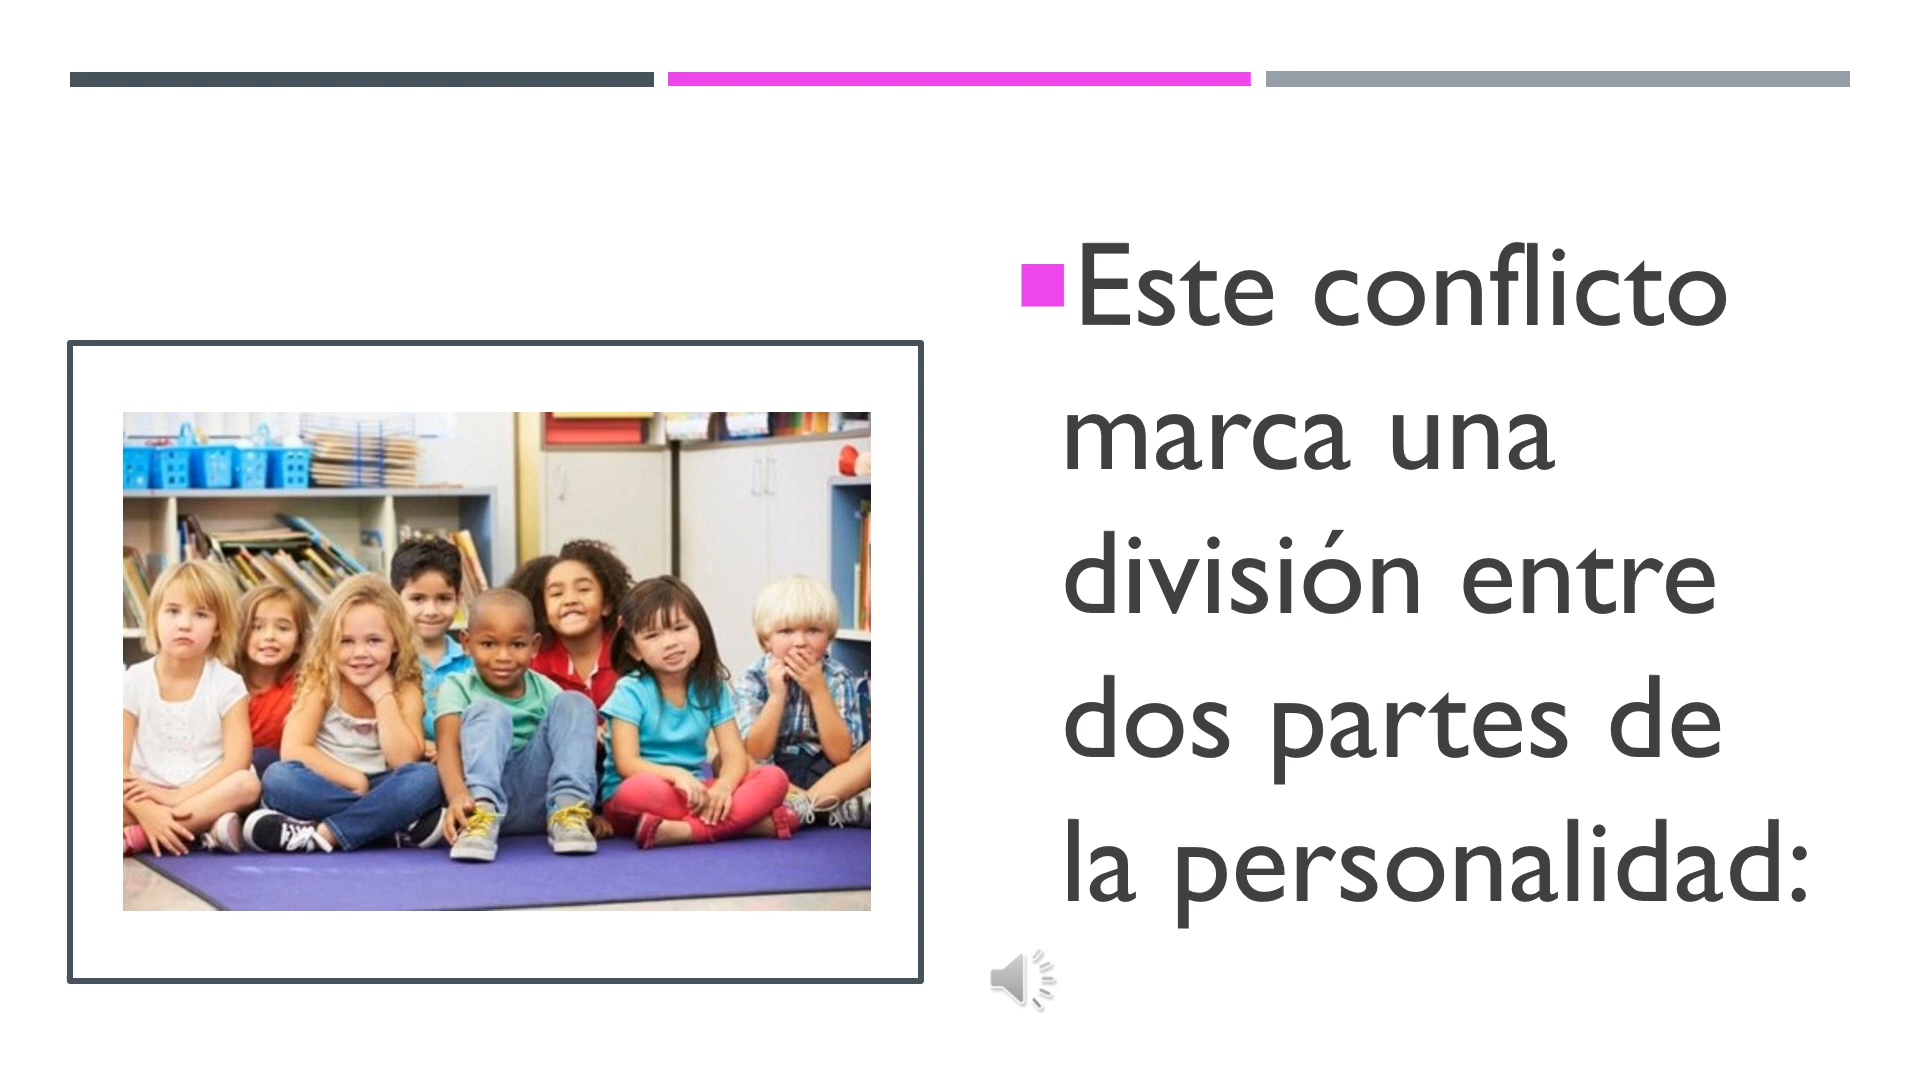 Este conflicto
marca una
división entre
dos partes de
la personalidad: